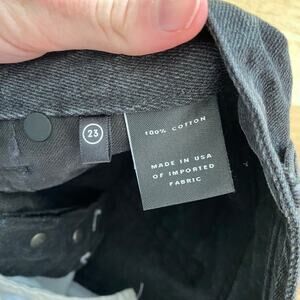 23
100% COTTON
MADE IN USA
OF IMPORTED
FABRIC